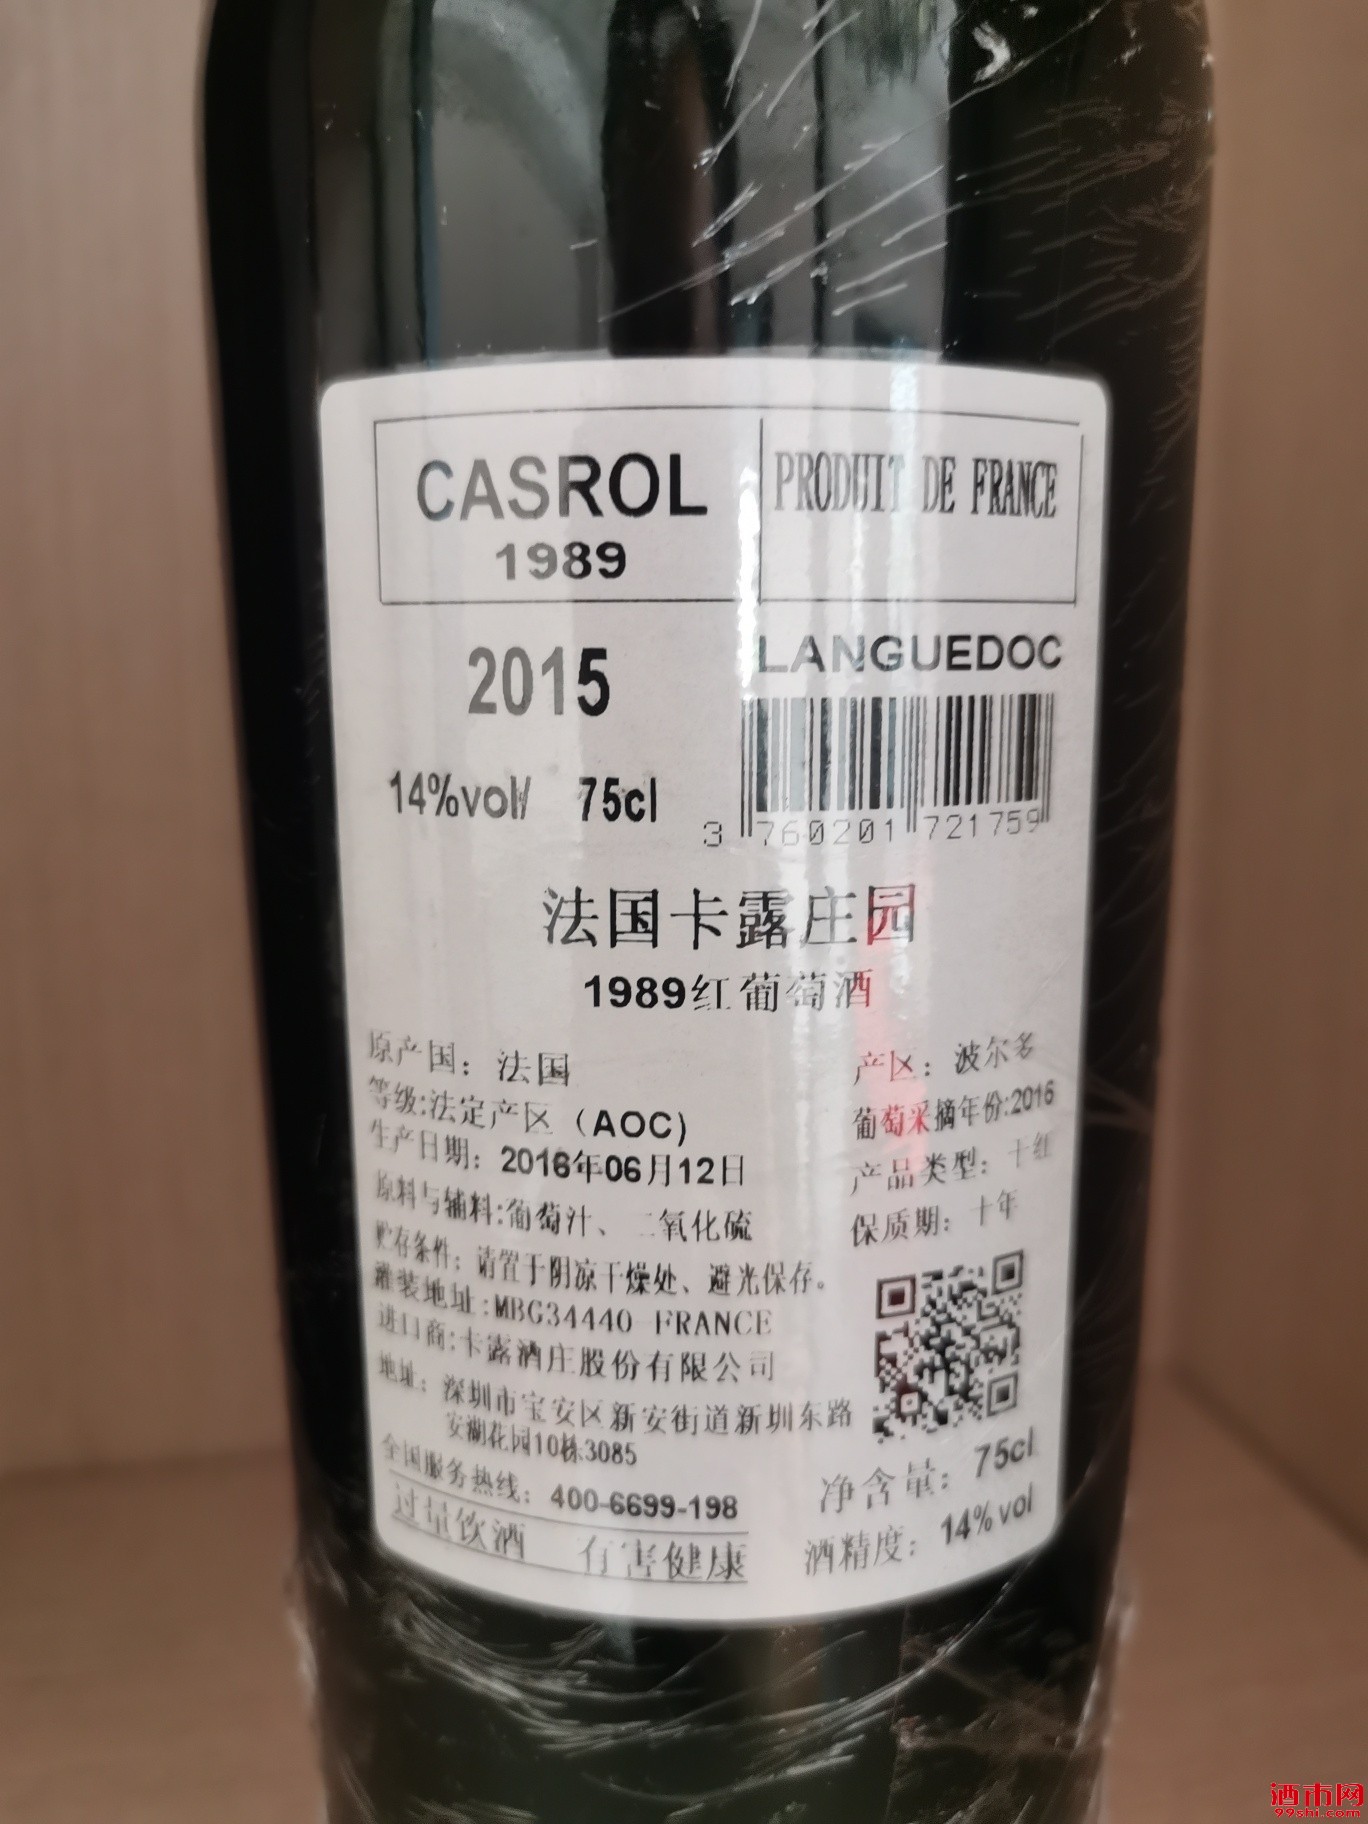 CASROL
1989
PRODUIT DE FRANCE
2015
LANGUEDOC
14%vol/ 75cl
3 760201 721759
法国卡露庄园
1989红葡萄酒
原产国：法国
产区：波尔多
等级:法定产区（AOC）
葡萄采摘年份:2016
生产日期：2016年06月12日
产品类型：干红
原料与辅料:葡萄汁、二氧化硫
保质期：十年
贮存条件：请置于阴凉干燥处、避光保存。
灌装地址:MBG34440 FRANCE
进口商:卡露酒庄股份有限公司
地址：深圳市宝安区新安街道新圳东路
安湖花园10栋3085
全国服务热线：400-6699-198
净含量：75cl
过量饮酒 有害健康
酒精度：14%vol
酒市网
99shi.com